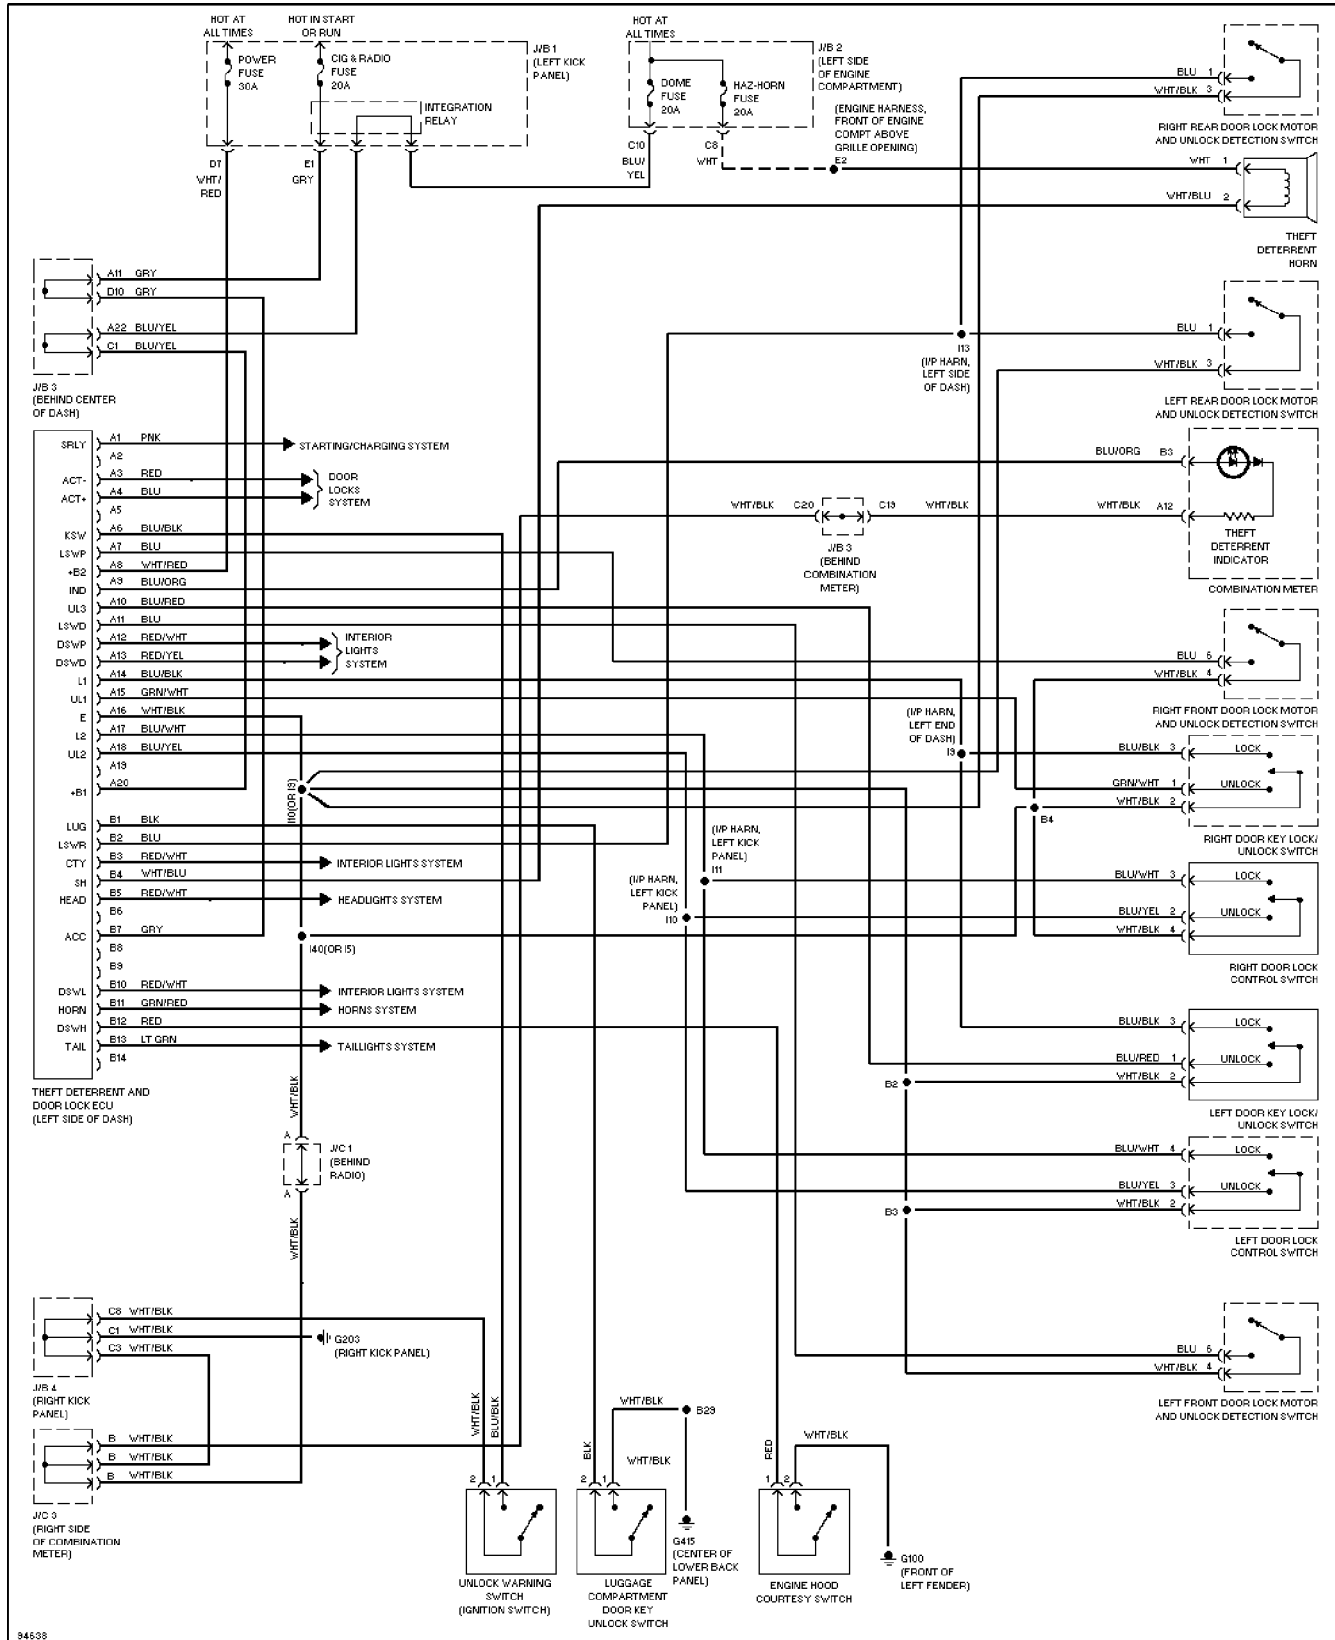 HOT AT
ALL TIMES
HOT IN START
OR RUN
HOT AT
ALL TIMES
POWER
FUSE
30A
CIG & RADIO
FUSE
20A
J/B 1
(LEFT KICK
PANEL)
INTEGRATION
RELAY
D7
WHT/
RED
E1
GRY
DOME
FUSE
20A
HAZ-HORN
FUSE
20A
J/B 2
(LEFT SIDE
OF ENGINE
COMPARTMENT)
C10
BLU/
YEL
C8
WHT
(ENGINE HARNESS,
FRONT OF ENGINE
COMPT ABOVE
GRILLE OPENING)
E2
BLU 1
WHT/BLK 3
RIGHT REAR DOOR LOCK MOTOR
AND UNLOCK DETECTION SWITCH
WHT 1
WHT/BLU 2
THEFT
DETERRENT
HORN
A11 GRY
D10 GRY
A22 BLU/YEL
C1 BLU/YEL
J/B 3
(BEHIND CENTER
OF DASH)
I13
(I/P HARN,
LEFT SIDE
OF DASH)
BLU 1
WHT/BLK 3
LEFT REAR DOOR LOCK MOTOR
AND UNLOCK DETECTION SWITCH
SRLY A1 PNK STARTING/CHARGING SYSTEM
A2
ACT- A3 RED
ACT+ A4 BLU
DOOR
LOCKS
SYSTEM
A5
KSW A6 BLU/BLK
LSWP A7 BLU
+B2 A8 WHT/RED
IND A9 BLU/ORG
UL3 A10 BLU/RED
LSWD A11 BLU
DSWP A12 RED/WHT
DSWD A13 RED/YEL
INTERIOR
LIGHTS
SYSTEM
L1 A14 BLU/BLK
UL1 A15 GRN/WHT
E A16 WHT/BLK
L2 A17 BLU/WHT
UL2 A18 BLU/YEL
A19
+B1 A20
LUG B1 BLK
LSWR B2 BLU
CTY B3 RED/WHT INTERIOR LIGHTS SYSTEM
SH B4 WHT/BLU
HEAD B5 RED/WHT HEADLIGHTS SYSTEM
B6
ACC B7 GRY
B8
B9
DSWL B10 RED/WHT INTERIOR LIGHTS SYSTEM
HORN B11 GRN/RED HORNS SYSTEM
DSWH B12 RED
TAIL B13 LT GRN TAILLIGHTS SYSTEM
B14
THEFT DETERRENT AND
DOOR LOCK ECU
(LEFT SIDE OF DASH)
I10(OR I9)
I40(OR I5)
BLU/ORG B3
WHT/BLK C20 C19 WHT/BLK
WHT/BLK A12
J/B 3
(BEHIND
COMBINATION
METER)
THEFT
DETERRENT
INDICATOR
COMBINATION METER
BLU 6
WHT/BLK 4
RIGHT FRONT DOOR LOCK MOTOR
AND UNLOCK DETECTION SWITCH
(I/P HARN,
LEFT END
OF DASH)
I9
BLU/BLK 3 LOCK
GRN/WHT 1 UNLOCK
WHT/BLK 2
B4
RIGHT DOOR KEY LOCK/
UNLOCK SWITCH
(I/P HARN,
LEFT KICK
PANEL)
I11
(I/P HARN,
LEFT KICK
PANEL)
I10
BLU/WHT 3 LOCK
BLU/YEL 2 UNLOCK
WHT/BLK 4
RIGHT DOOR LOCK
CONTROL SWITCH
BLU/BLK 3 LOCK
BLU/RED 1 UNLOCK
B2
WHT/BLK 2
LEFT DOOR KEY LOCK/
UNLOCK SWITCH
BLU/WHT 4 LOCK
BLU/YEL 3 UNLOCK
B3
WHT/BLK 2
LEFT DOOR LOCK
CONTROL SWITCH
BLU 6
WHT/BLK 4
LEFT FRONT DOOR LOCK MOTOR
AND UNLOCK DETECTION SWITCH
WHT/BLK
A
J/C 1
(BEHIND
RADIO)
A
WHT/BLK
C8 WHT/BLK
C1 WHT/BLK
C3 WHT/BLK
G203
(RIGHT KICK PANEL)
J/B 4
(RIGHT KICK
PANEL)
B WHT/BLK
B WHT/BLK
B WHT/BLK
J/C 3
(RIGHT SIDE
OF COMBINATION
METER)
WHT/BLK
BLU/BLK
2 1
UNLOCK WARNING
SWITCH
(IGNITION SWITCH)
BLK
WHT/BLK
B29
WHT/BLK
2 1
LUGGAGE
COMPARTMENT
DOOR KEY
UNLOCK SWITCH
G415
(CENTER OF
LOWER BACK
PANEL)
RED
WHT/BLK
1 2
ENGINE HOOD
COURTESY SWITCH
G100
(FRONT OF
LEFT FENDER)
94638